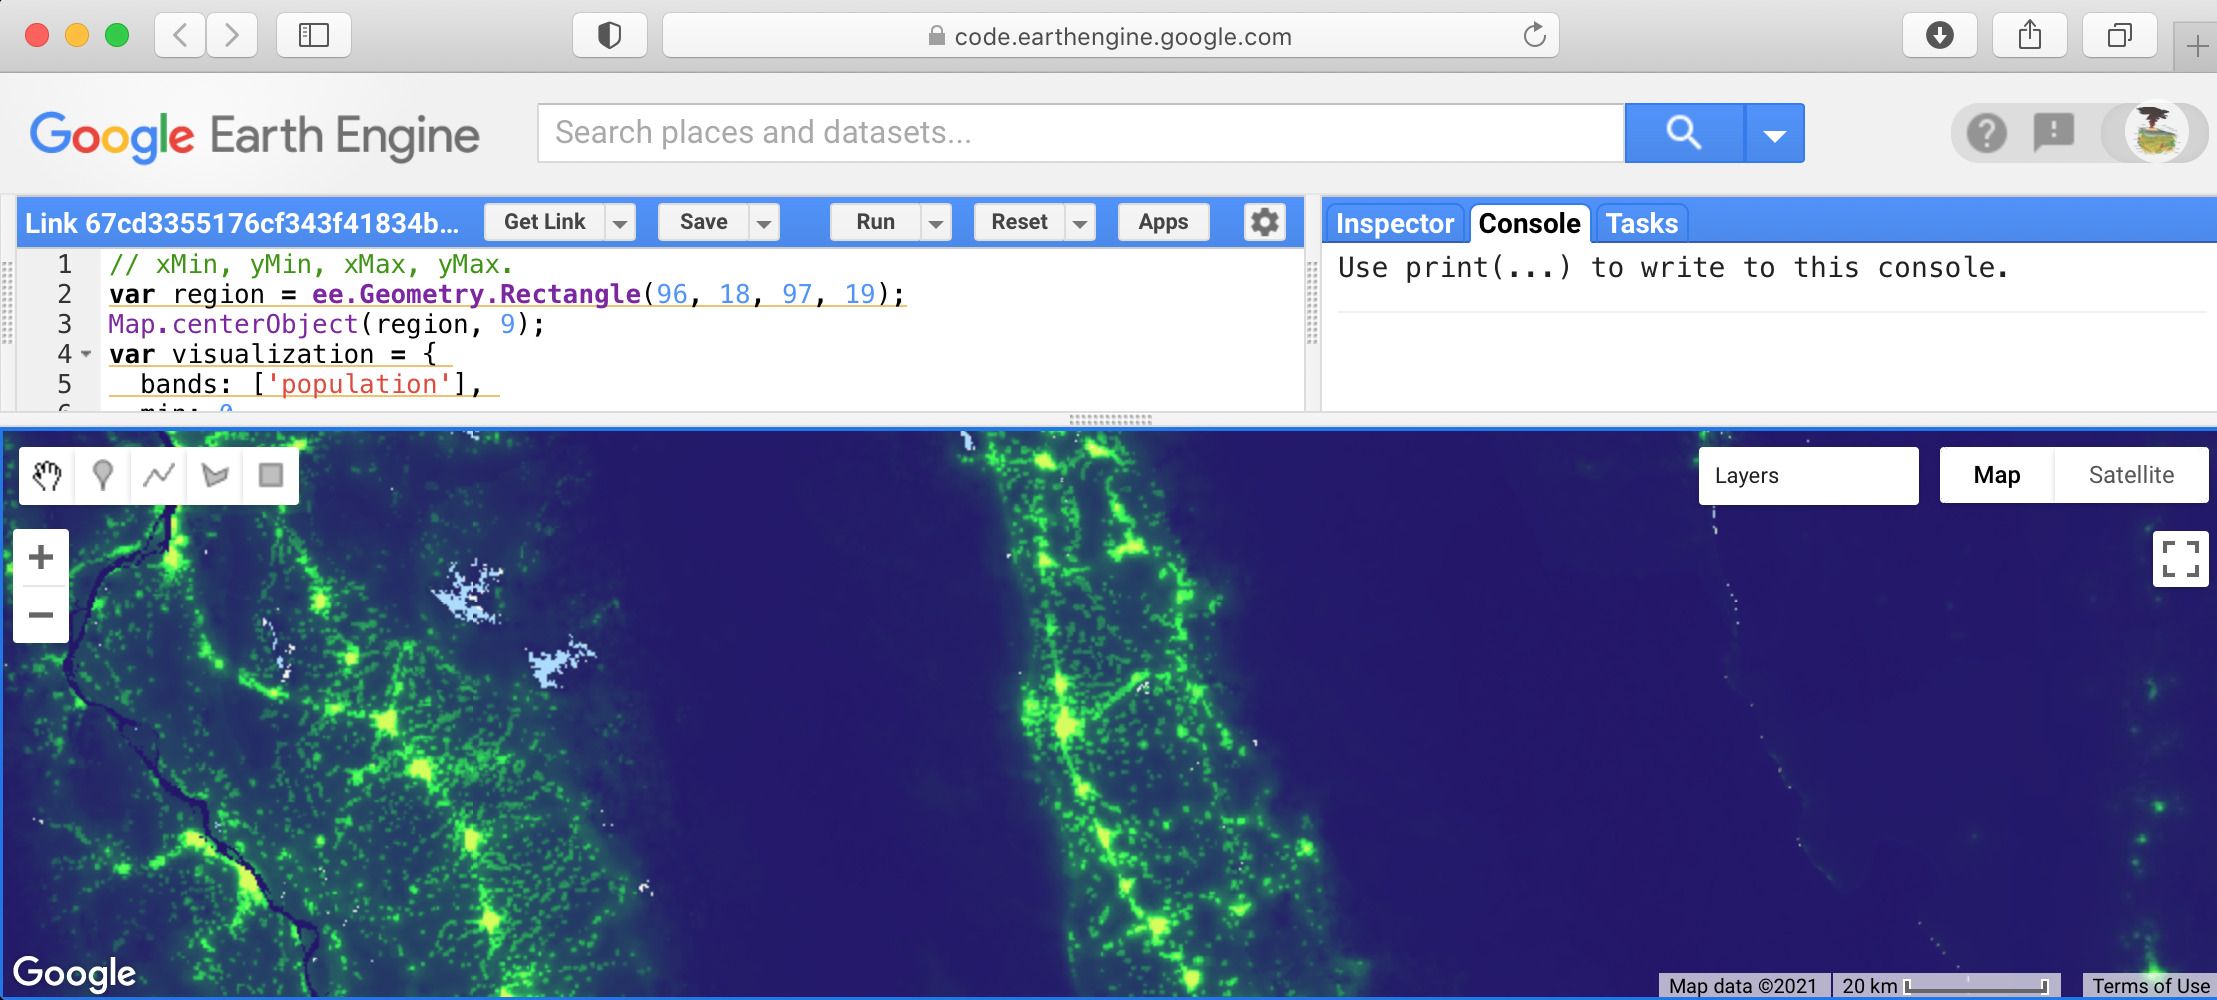 code.earthengine.google.com
Google Earth Engine
Search places and datasets...
Link 67cd3355176cf343f41834b...
Get Link
Save
Run
Reset
Apps
Inspector
Console
Tasks
1 // xMin, yMin, xMax, yMax.
2 var region = ee.Geometry.Rectangle(96, 18, 97, 19);
3 Map.centerObject(region, 9);
4 var visualization = {
5 bands: ['population'],
Use print(...) to write to this console.
Layers
Map
Satellite
Google
Map data ©2021
20 km
Terms of Use